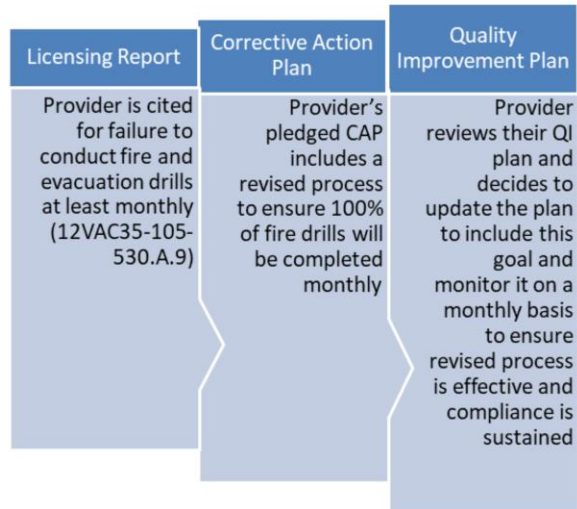 Licensing Report
Provider is cited
for failure to
conduct fire and
evacuation drills
at least monthly
(12VAC35-105-
530.A.9)
Corrective Action
Plan
Provider's
pledged CAP
includes a
revised process
to ensure 100%
of fire drills will
be completed
monthly
Quality
Improvement Plan
Provider
reviews their QI
plan and
decides to
update the plan
to include this
goal and
monitor it on a
monthly basis
to ensure
revised process
is effective and
compliance is
sustained